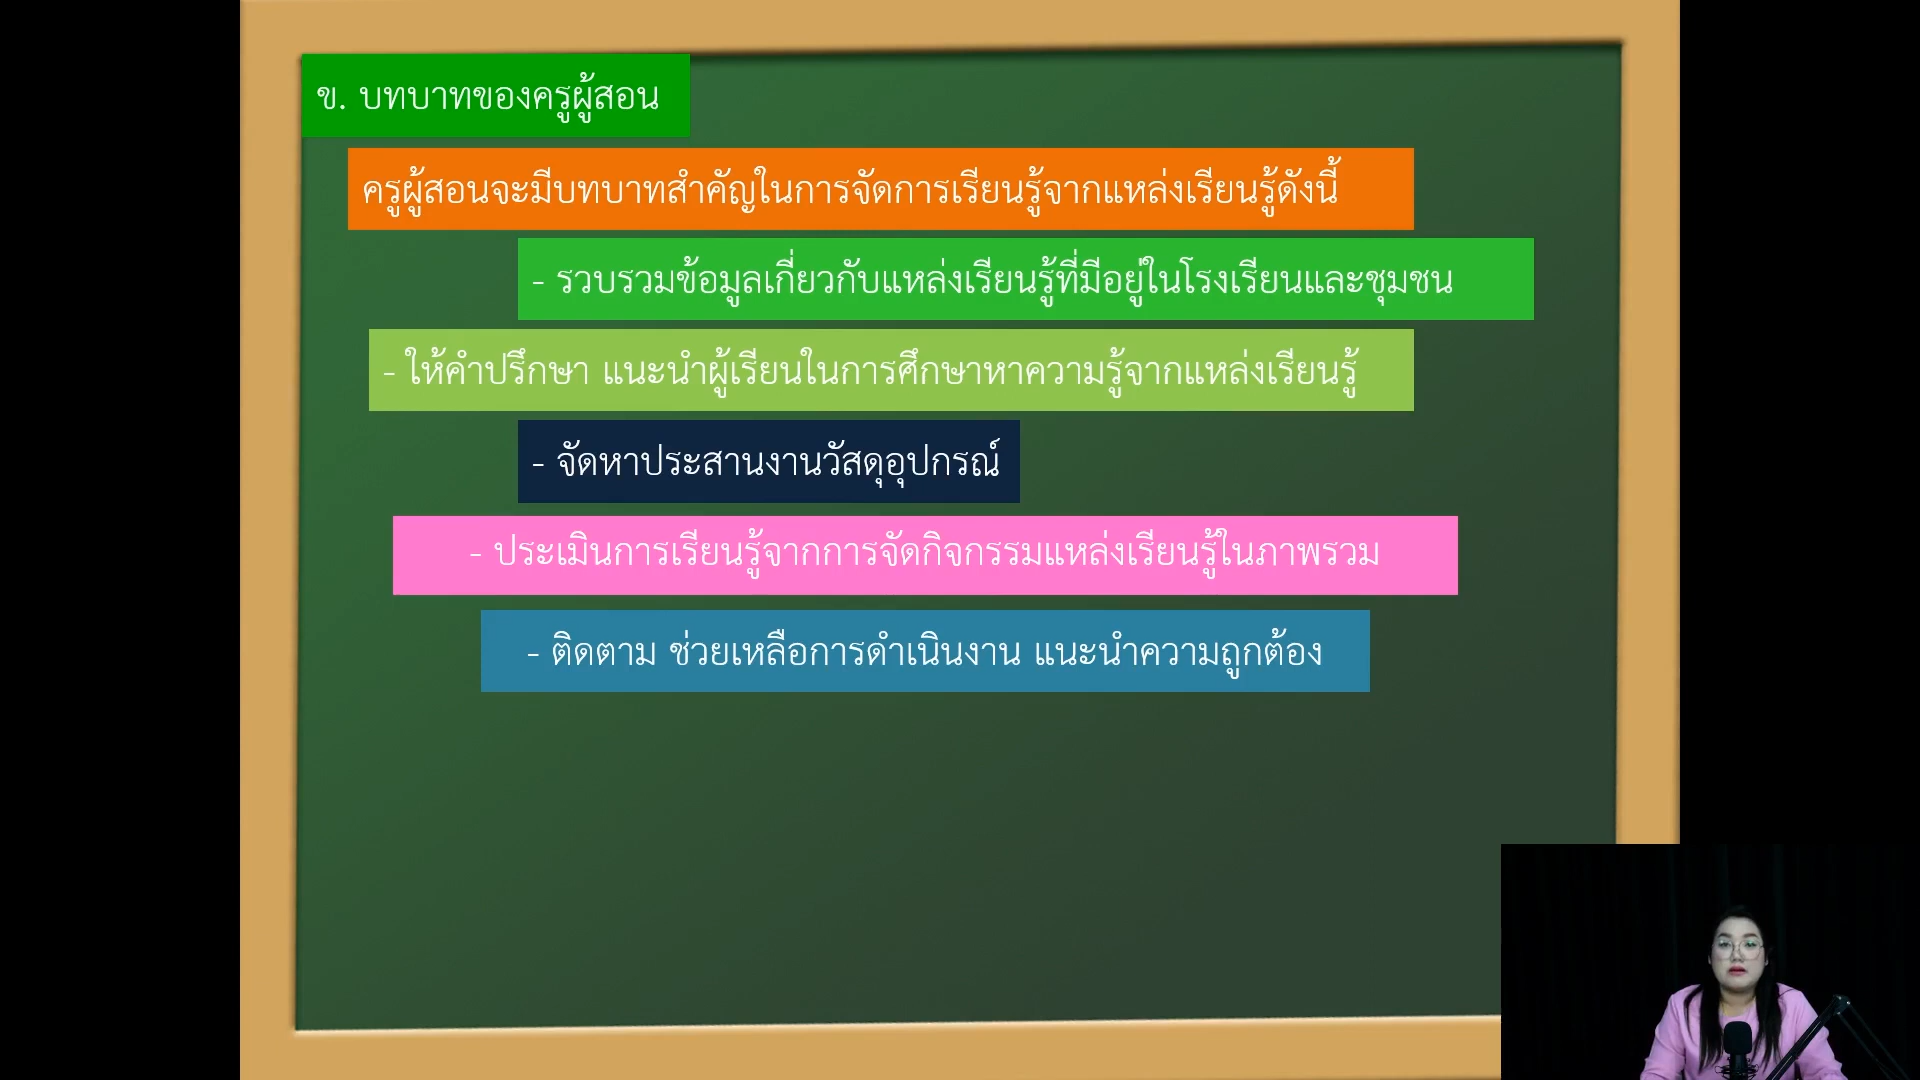 ข. บทบาทของครูผู้สอน
ครูผู้สอนจะมีบทบาทสำคัญในการจัดการเรียนรู้จากแหล่งเรียนรู้ดังนี้
- รวบรวมข้อมูลเกี่ยวกับแหล่งเรียนรู้ที่มีอยู่ในโรงเรียนและชุมชน
- ให้คำปรึกษา แนะนำผู้เรียนในการศึกษาหาความรู้จากแหล่งเรียนรู้
- จัดหาประสานงานวัสดุอุปกรณ์
- ประเมินการเรียนรู้จากการจัดกิจกรรมแหล่งเรียนรู้ในภาพรวม
- ติดตาม ช่วยเหลือการดำเนินงาน แนะนำความถูกต้อง